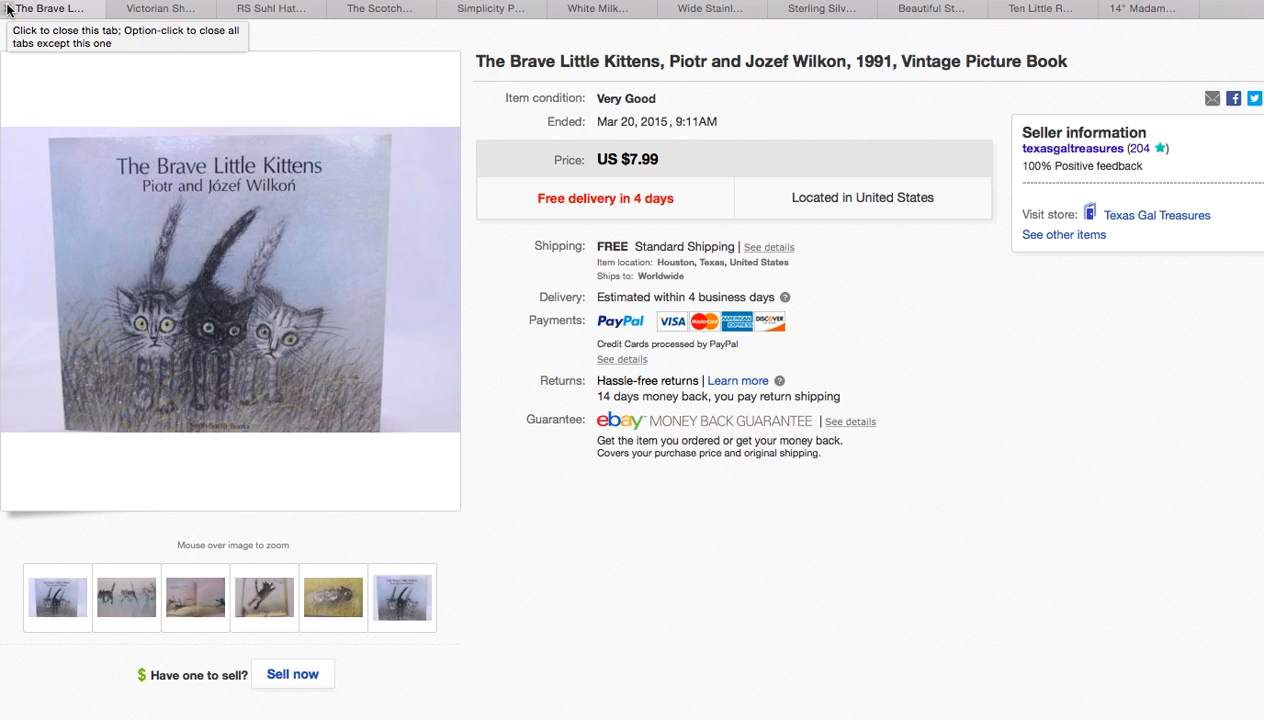 The Brave L...
Victorian Sh...
RS Suhl Hat...
The Scotch...
Simplicity P...
White Milk...
Wide Stainl...
Sterling Silv...
Beautiful St...
Ten Little R...
14" Madam...
Click to close this tab; Option-click to close all
tabs except this one
The Brave Little Kittens
Piotr and Józef Wilkoń
Mouse over image to zoom
$ Have one to sell? Sell now
The Brave Little Kittens, Piotr and Jozef Wilkon, 1991, Vintage Picture Book
Item condition: Very Good
Ended: Mar 20, 2015 , 9:11AM
Price: US $7.99
Free delivery in 4 days
Located in United States
Shipping: FREE Standard Shipping | See details
Item location: Houston, Texas, United States
Ships to: Worldwide
Delivery: Estimated within 4 business days ?
Payments: PayPal VISA MasterCard AMERICAN EXPRESS DISCOVER
Credit Cards processed by PayPal
See details
Returns: Hassle-free returns | Learn more ?
14 days money back, you pay return shipping
Guarantee: ebay MONEY BACK GUARANTEE | See details
Get the item you ordered or get your money back.
Covers your purchase price and original shipping.
Seller information
texasgaltreasures (204 ★)
100% Positive feedback
Visit store: Texas Gal Treasures
See other items